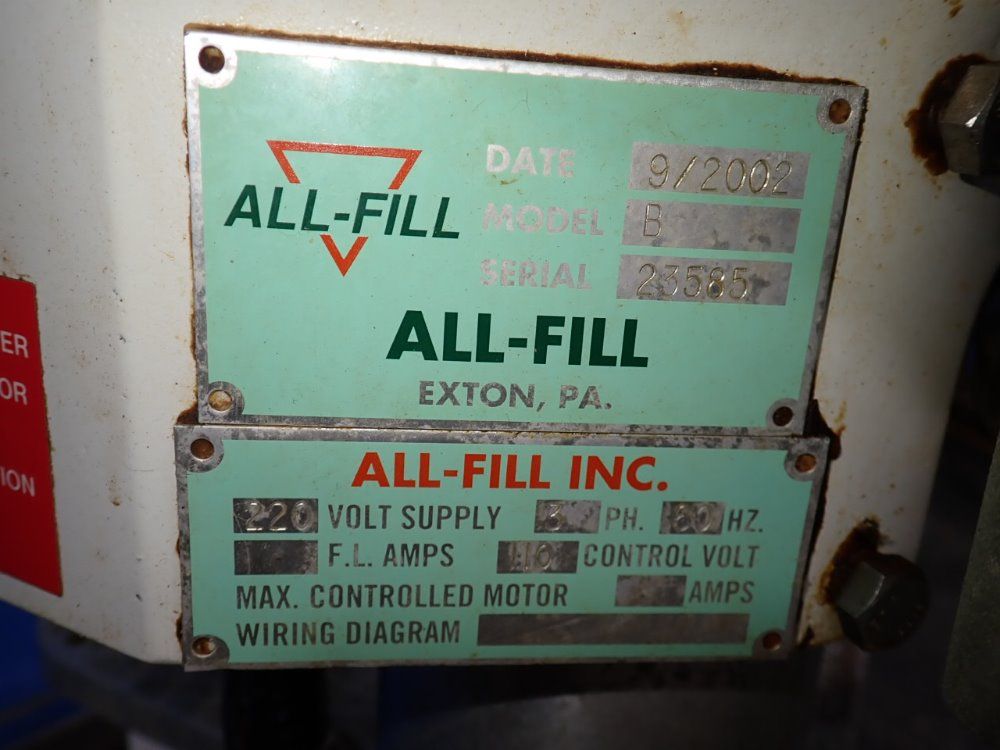 ER
OR
ION
ALL-FILL
DATE 9/2002
MODEL B
SERIAL 23585
ALL-FILL
EXTON, PA.
ALL-FILL INC.
220 VOLT SUPPLY 3 PH. 60 HZ.
F.L. AMPS 110 CONTROL VOLT
MAX. CONTROLLED MOTOR AMPS
WIRING DIAGRAM